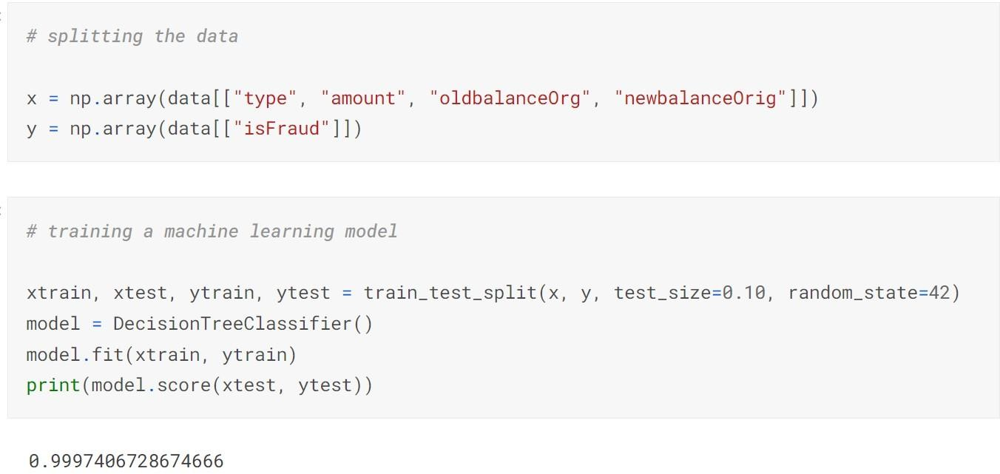 # splitting the data
x = np.array(data[["type", "amount", "oldbalanceOrg", "newbalanceOrig"]])
y = np.array(data[["isFraud"]])
# training a machine learning model
xtrain, xtest, ytrain, ytest = train_test_split(x, y, test_size=0.10, random_state=42)
model = DecisionTreeClassifier()
model.fit(xtrain, ytrain)
print(model.score(xtest, ytest))
0.9997406728674666